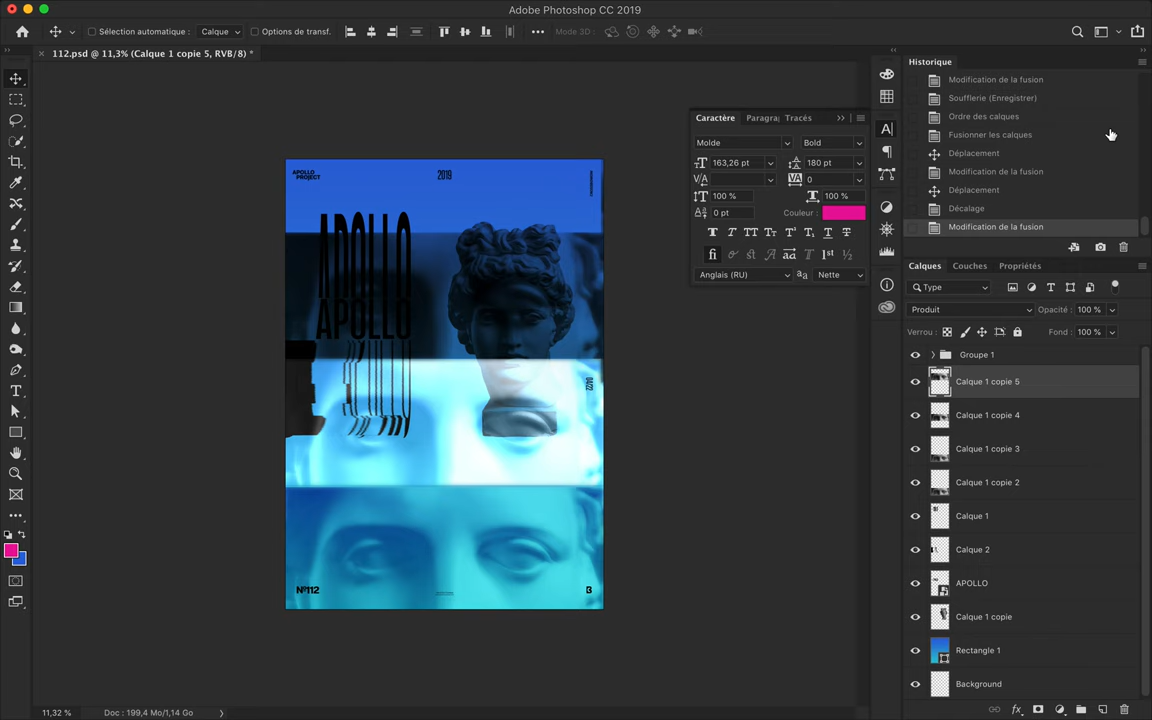 Adobe Photoshop CC 2019
Sélection automatique :
Calque
Options de transf.
Mode 3D :
112.psd @ 11,3% (Calque 1 copie 5, RVB/8) *
APOLLO
PROJECT
2019
APOLLO
APOLLO
Nº112
B
Caractère
Paragra
Tracés
Molde
Bold
163,26 pt
180 pt
0
100 %
100 %
0 pt
Couleur :
Anglais (RU)
Nette
Historique
Modification de la fusion
Soufflerie (Enregistrer)
Ordre des calques
Fusionner les calques
Déplacement
Modification de la fusion
Déplacement
Décalage
Modification de la fusion
Calques
Couches
Propriétés
Type
Produit
Opacité : 100 %
Verrou :
Fond : 100 %
Groupe 1
Calque 1 copie 5
Calque 1 copie 4
Calque 1 copie 3
Calque 1 copie 2
Calque 1
Calque 2
APOLLO
Calque 1 copie
Rectangle 1
Background
11,32 %
Doc : 199,4 Mo/1,14 Go